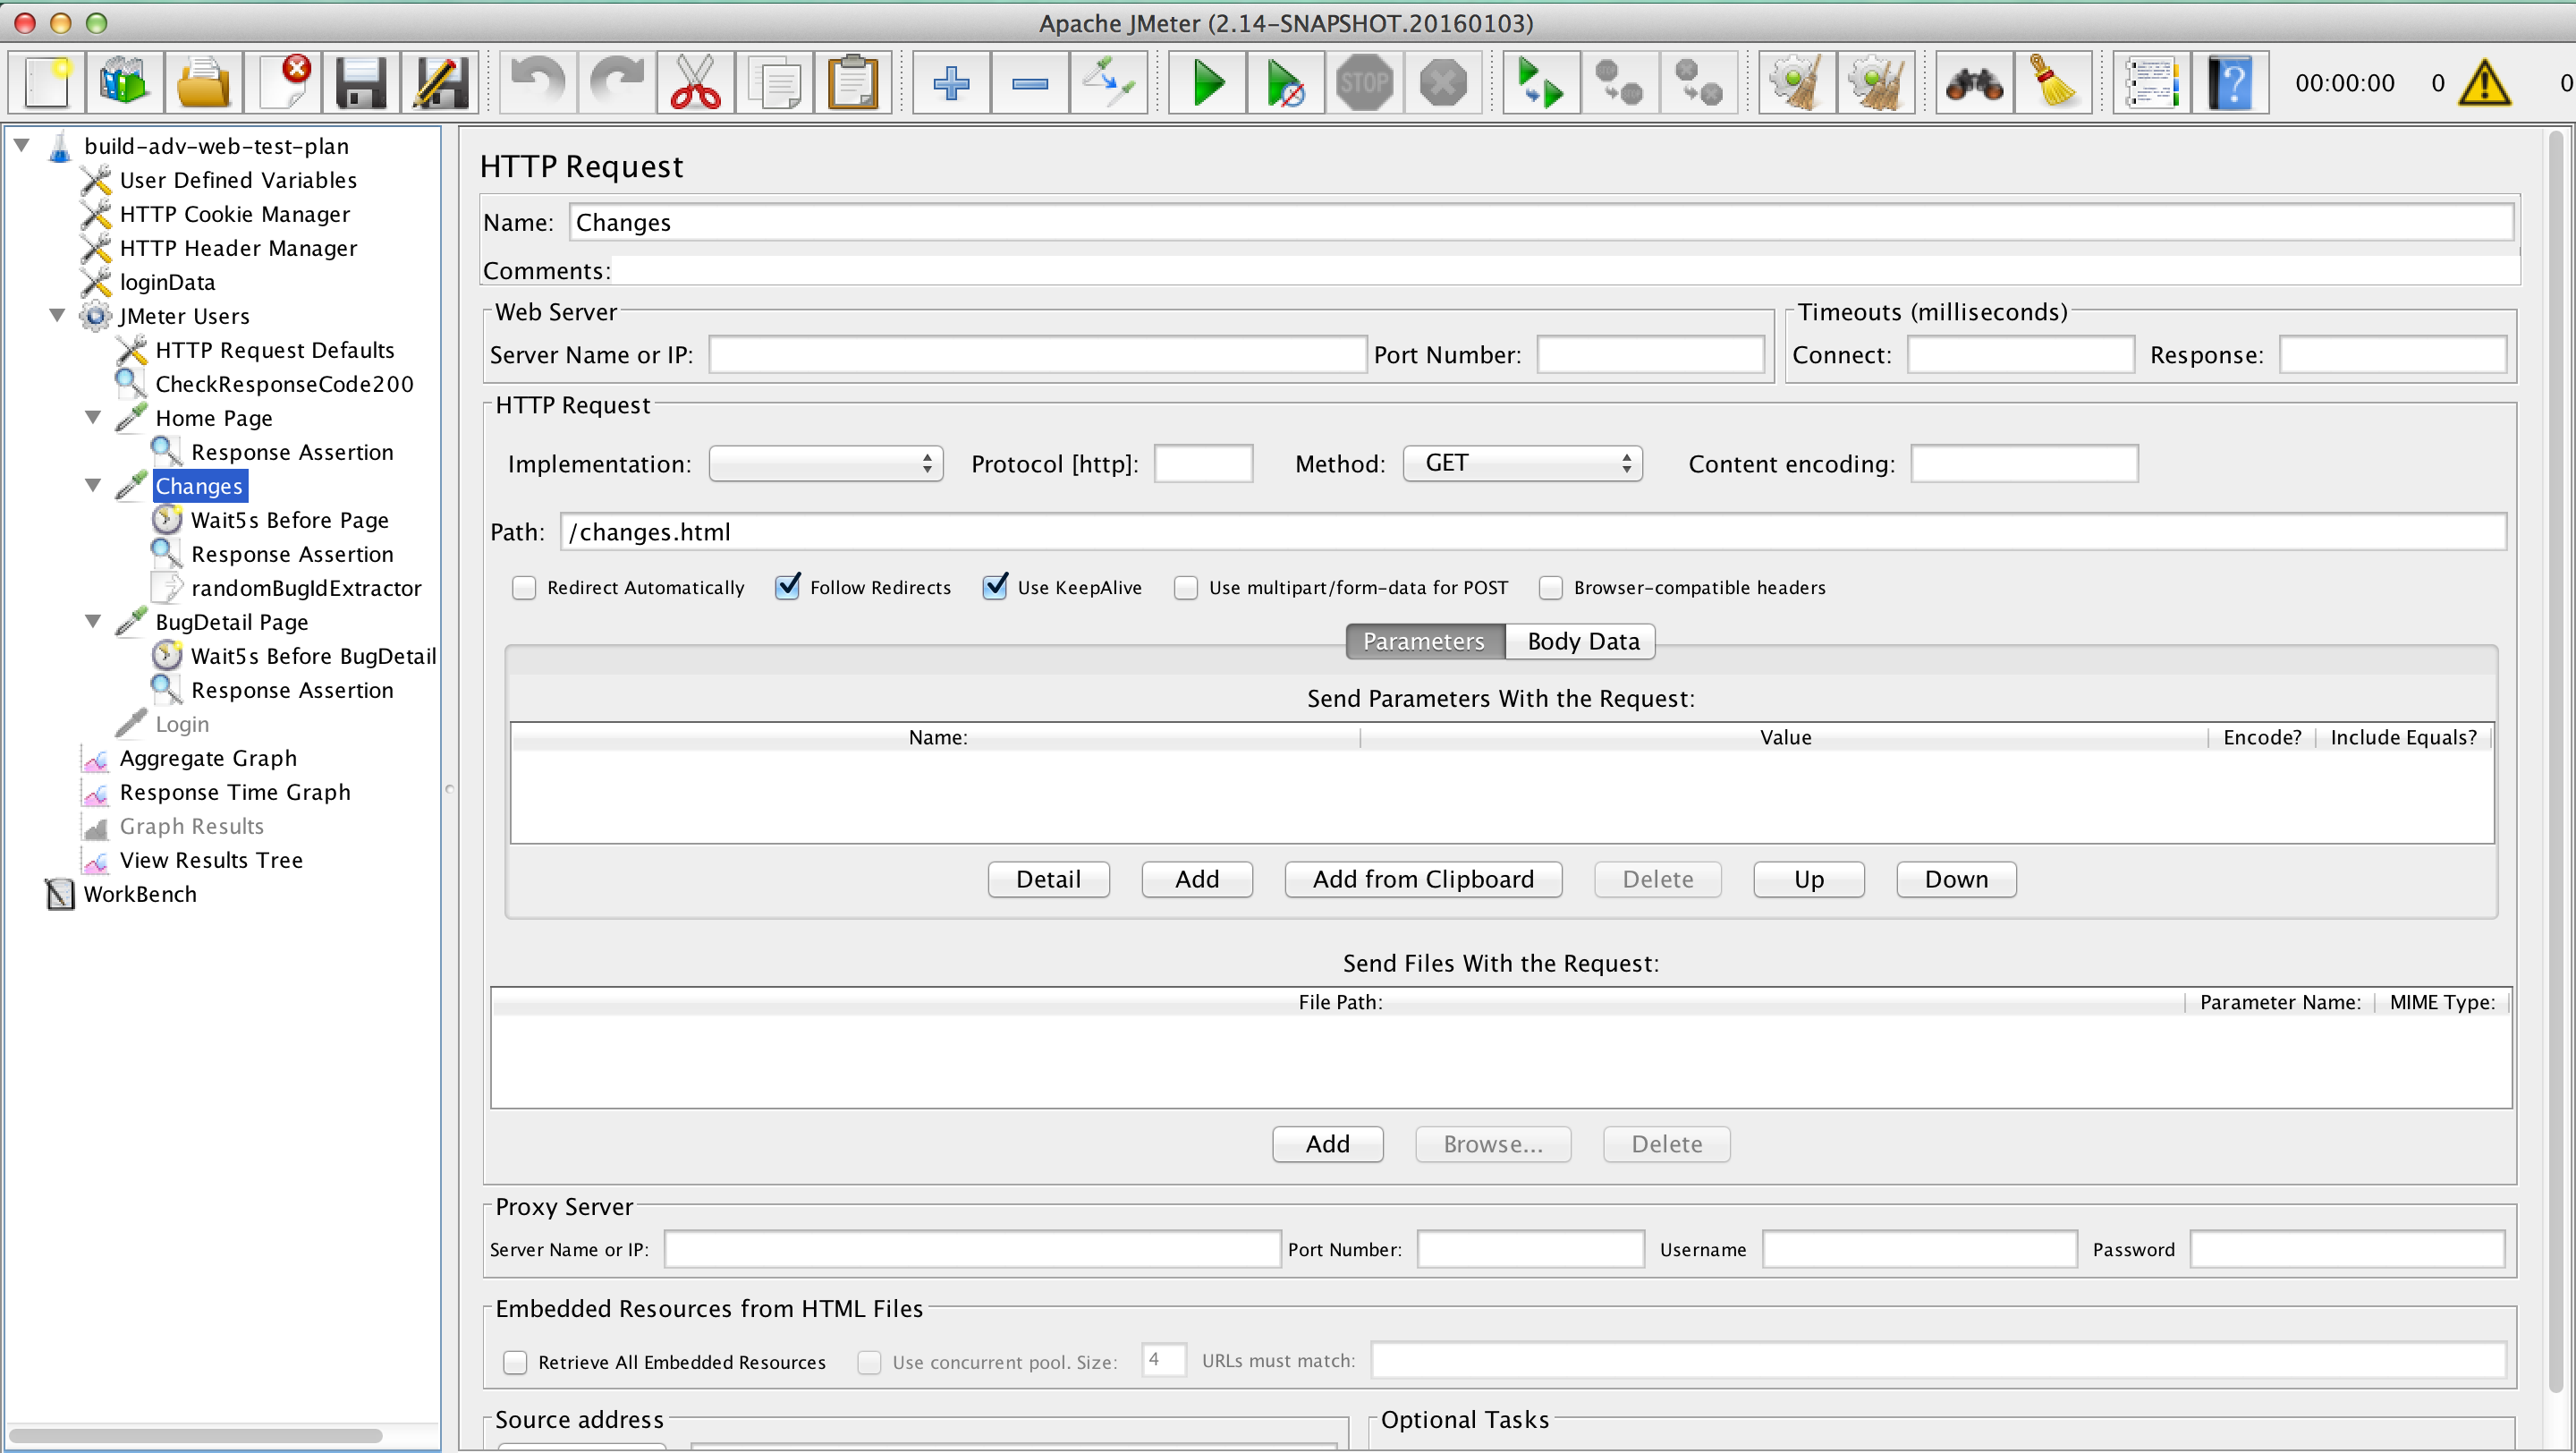 Apache JMeter (2.14-SNAPSHOT.20160103)
STOP
00:00:00 0 0
build-adv-web-test-plan
User Defined Variables
HTTP Cookie Manager
HTTP Header Manager
loginData
JMeter Users
HTTP Request Defaults
CheckResponseCode200
Home Page
Response Assertion
Changes
Wait5s Before Page
Response Assertion
randomBugIdExtractor
BugDetail Page
Wait5s Before BugDetail
Response Assertion
Login
Aggregate Graph
Response Time Graph
Graph Results
View Results Tree
WorkBench
HTTP Request
Name: Changes
Comments:
Web Server
Server Name or IP: Port Number:
Timeouts (milliseconds)
Connect: Response:
HTTP Request
Implementation: Protocol [http]: Method: GET Content encoding:
Path: /changes.html
Redirect Automatically Follow Redirects Use KeepAlive Use multipart/form-data for POST Browser-compatible headers
Parameters Body Data
Send Parameters With the Request:
Name: Value Encode? Include Equals?
Detail Add Add from Clipboard Delete Up Down
Send Files With the Request:
File Path: Parameter Name: MIME Type:
Add Browse... Delete
Proxy Server
Server Name or IP: Port Number: Username Password
Embedded Resources from HTML Files
Retrieve All Embedded Resources Use concurrent pool. Size: 4 URLs must match:
Source address Optional Tasks